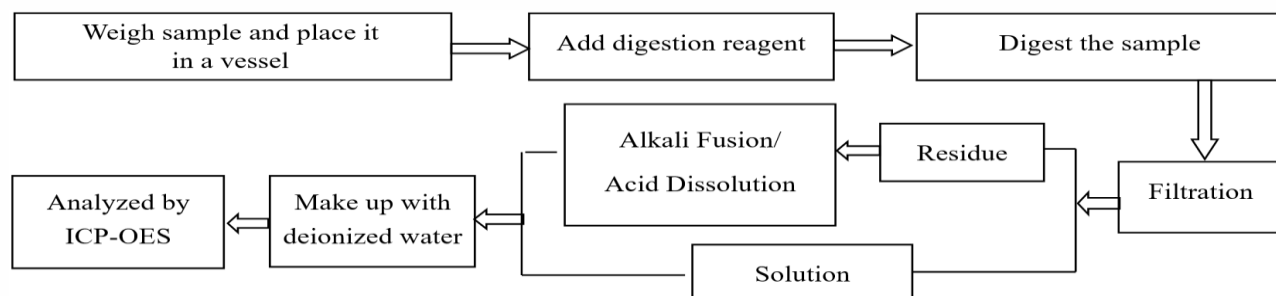 Weigh sample and place it
in a vessel
Add digestion reagent
Digest the sample
Filtration
Residue
Alkali Fusion/
Acid Dissolution
Solution
Make up with
deionized water
Analyzed by
ICP-OES